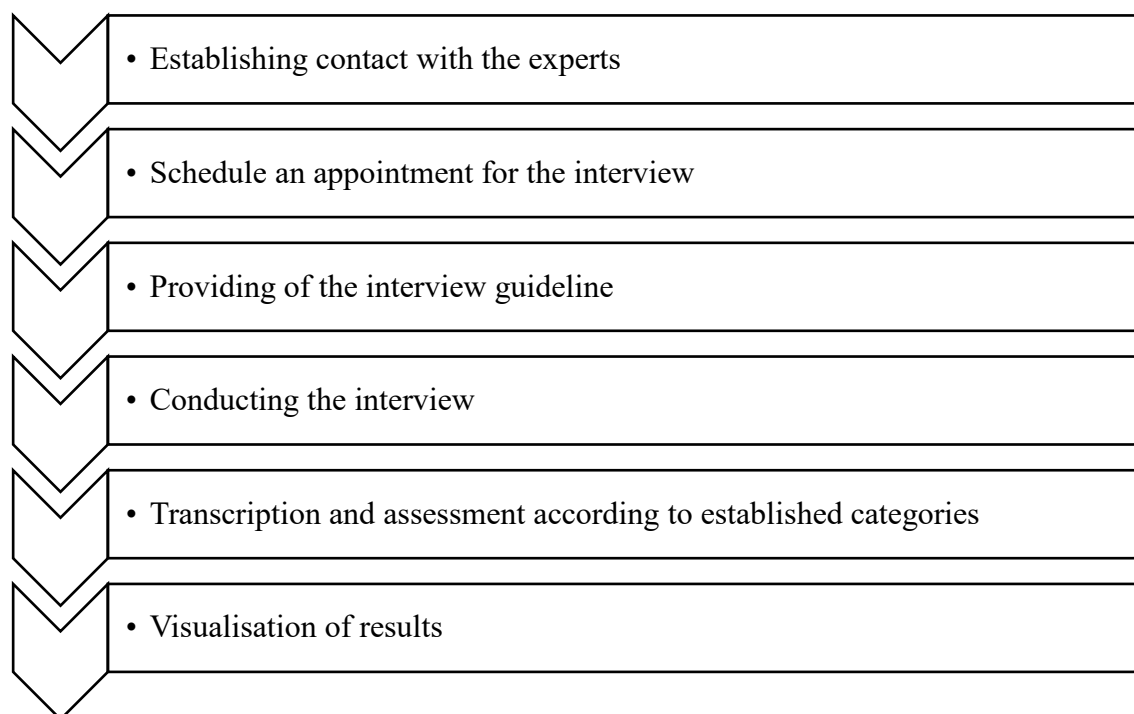 • Establishing contact with the experts
• Schedule an appointment for the interview
• Providing of the interview guideline
• Conducting the interview
• Transcription and assessment according to established categories
• Visualisation of results